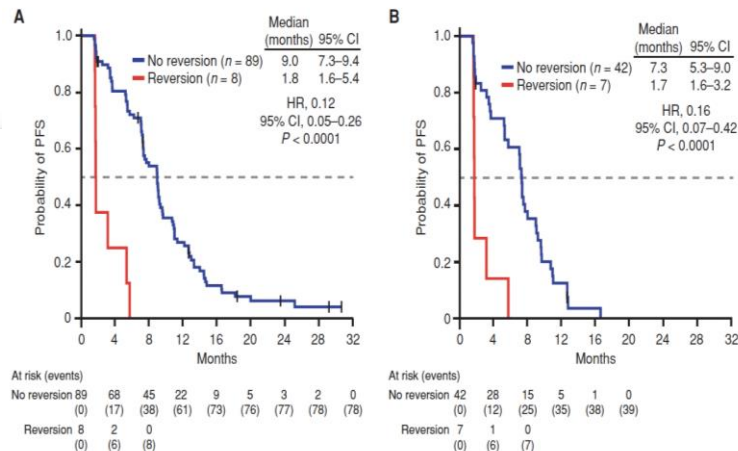 A
Median
(months) 95% CI
No reversion (n = 89) 9.0 7.3–9.4
Reversion (n = 8) 1.8 1.6–5.4
HR, 0.12
95% CI, 0.05–0.26
P < 0.0001
Probability of PFS
1.0
0.8
0.6
0.4
0.2
0
0 4 8 12 16 20 24 28 32 36
Months
At risk (events)
No reversion 89 68 45 22 9 5 3 2 0
(0) (17) (38) (61) (73) (76) (77) (78) (78)
Reversion 8 2 0
(0) (6) (8)
B
Median
(months) 95% CI
No reversion (n = 42) 7.3 5.3–9.0
Reversion (n = 7) 1.7 1.6–3.2
HR, 0.16
95% CI, 0.07–0.42
P < 0.0001
Probability of PFS
1.0
0.8
0.6
0.4
0.2
0
0 4 8 12 16 20 24 28 32
Months
At risk (events)
No reversion 42 28 15 5 1 0
(0) (12) (25) (35) (38) (39)
Reversion 7 1 0
(0) (6) (7)